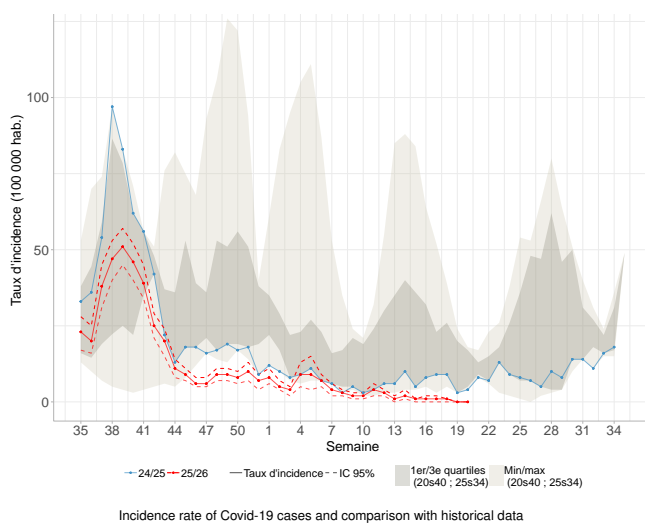 Taux d'incidence (100 000 hab.)
100
50
0
35 38 41 44 47 50 1 4 7 10 13 16 19 22 25 28 31 34
Semaine
24/25 25/26 Taux d'incidence IC 95% 1er/3e quartiles Min/max
(20s40 ; 25s34) (20s40 ; 25s34)
Incidence rate of Covid-19 cases and comparison with historical data